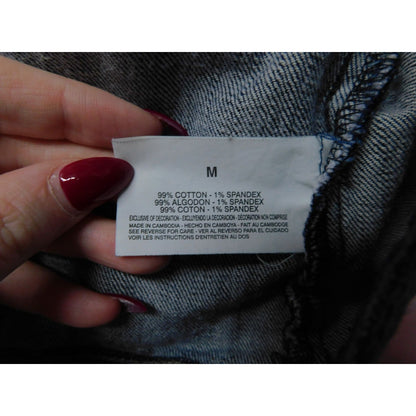 M
99% COTTON - 1% SPANDEX
99% ALGODON - 1% SPANDEX
99% COTON - 1% SPANDEX
EXCLUSIVE OF DECORATION - EXCLUYENDO LA DECORACION - DÉCORATION NON COMPRISE
MADE IN CAMBODIA - HECHO EN CAMBOYA - FAIT AU CAMBODGE
SEE REVERSE FOR CARE - VER AL REVERSO PARA EL CUIDADO
VOIR LES INSTRUCTIONS D'ENTRETIEN AU DOS